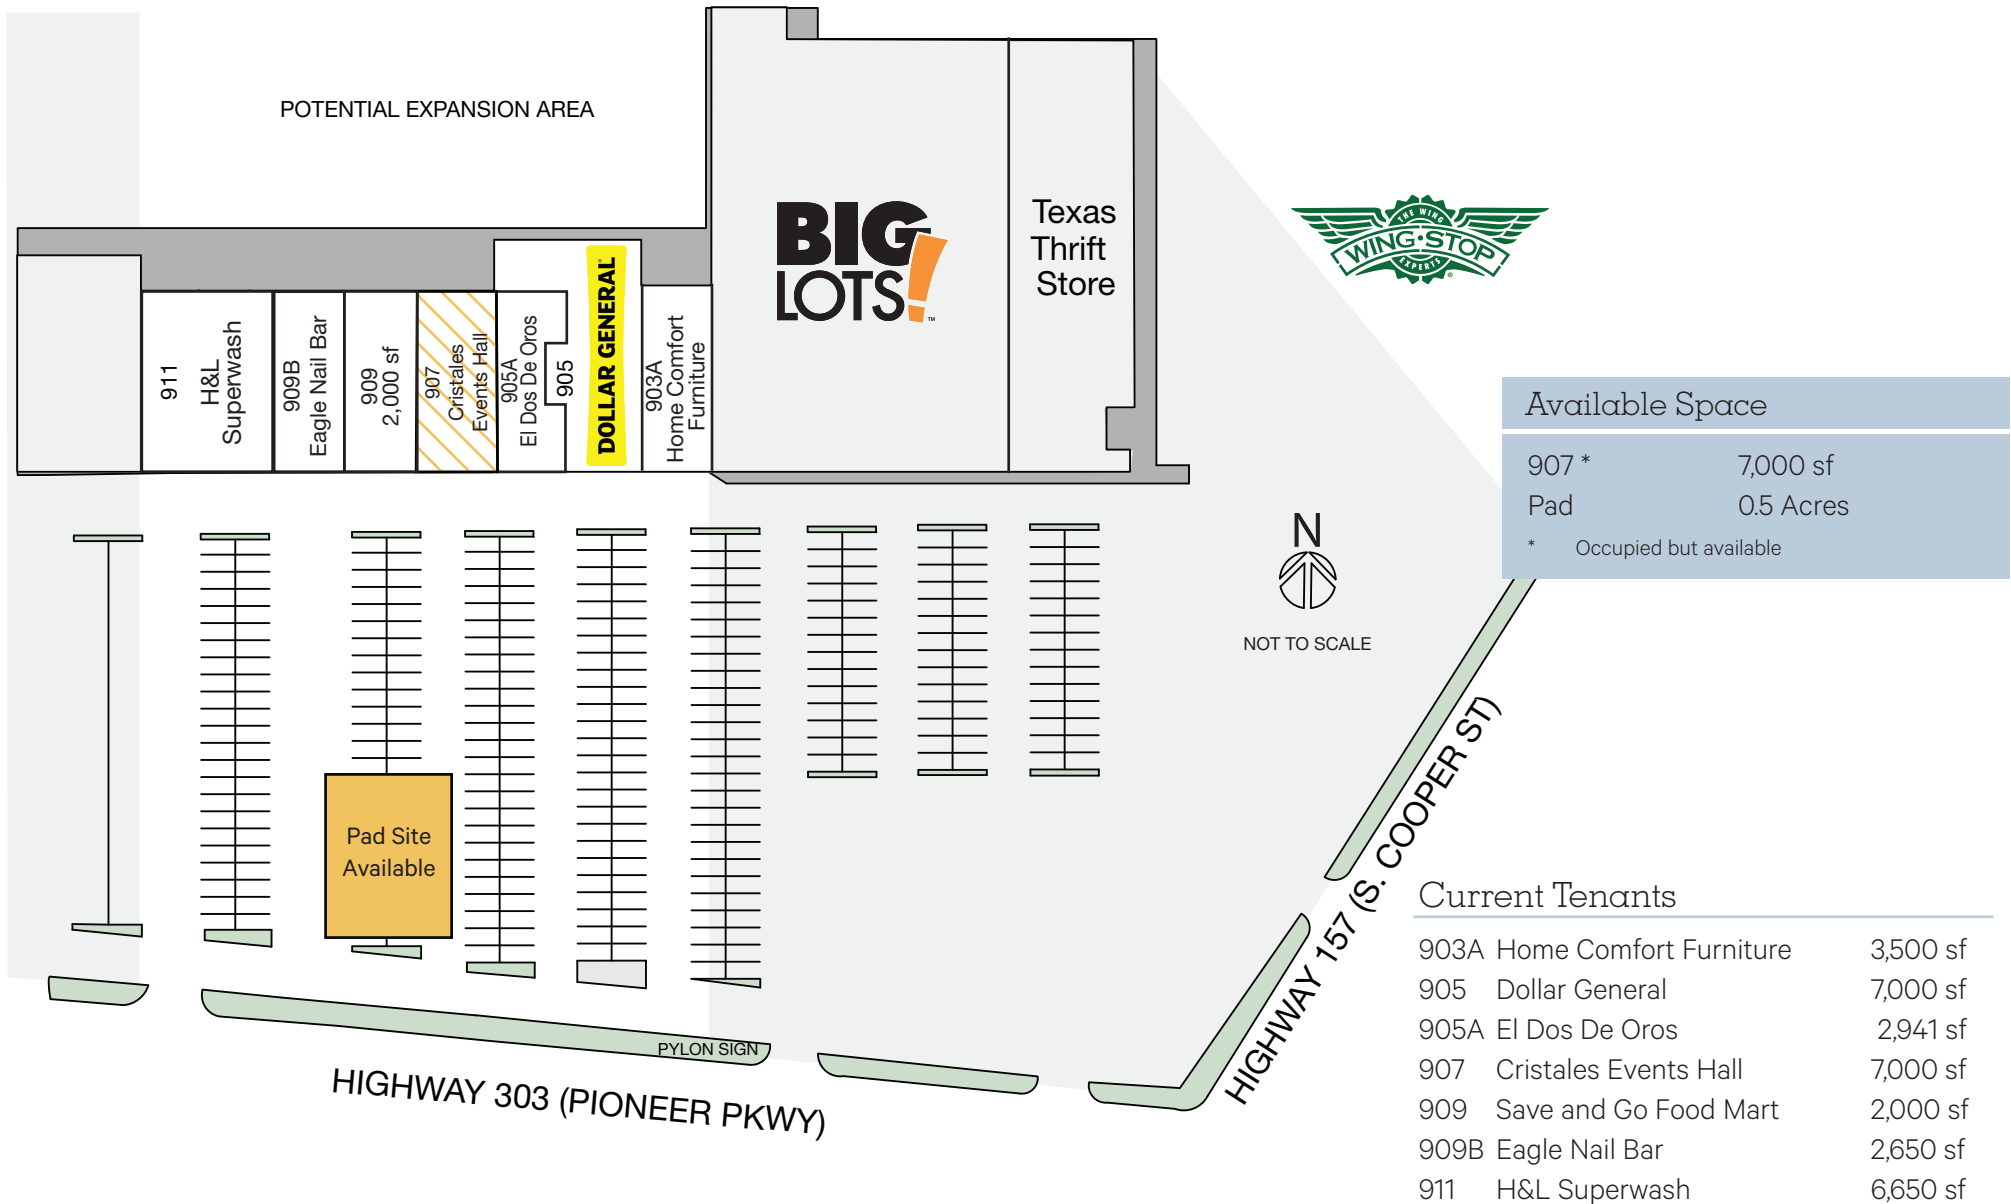 POTENTIAL EXPANSION AREA
BIG
LOTS!
™
Texas
Thrift
Store
THE WING
WING•STOP
EXPERTS
®
911
H&L
Superwash
909B
Eagle Nail Bar
909
2,000 sf
907
Cristales
Events Hall
905A
El Dos De Oros
905
DOLLAR GENERAL
903A
Home Comfort
Furniture
Available Space
907 * 7,000 sf
Pad 0.5 Acres
* Occupied but available
N
NOT TO SCALE
Pad Site
Available
PYLON SIGN
HIGHWAY 303 (PIONEER PKWY)
HIGHWAY 157 (S. COOPER ST)
Current Tenants
903A Home Comfort Furniture 3,500 sf
905 Dollar General 7,000 sf
905A El Dos De Oros 2,941 sf
907 Cristales Events Hall 7,000 sf
909 Save and Go Food Mart 2,000 sf
909B Eagle Nail Bar 2,650 sf
911 H&L Superwash 6,650 sf